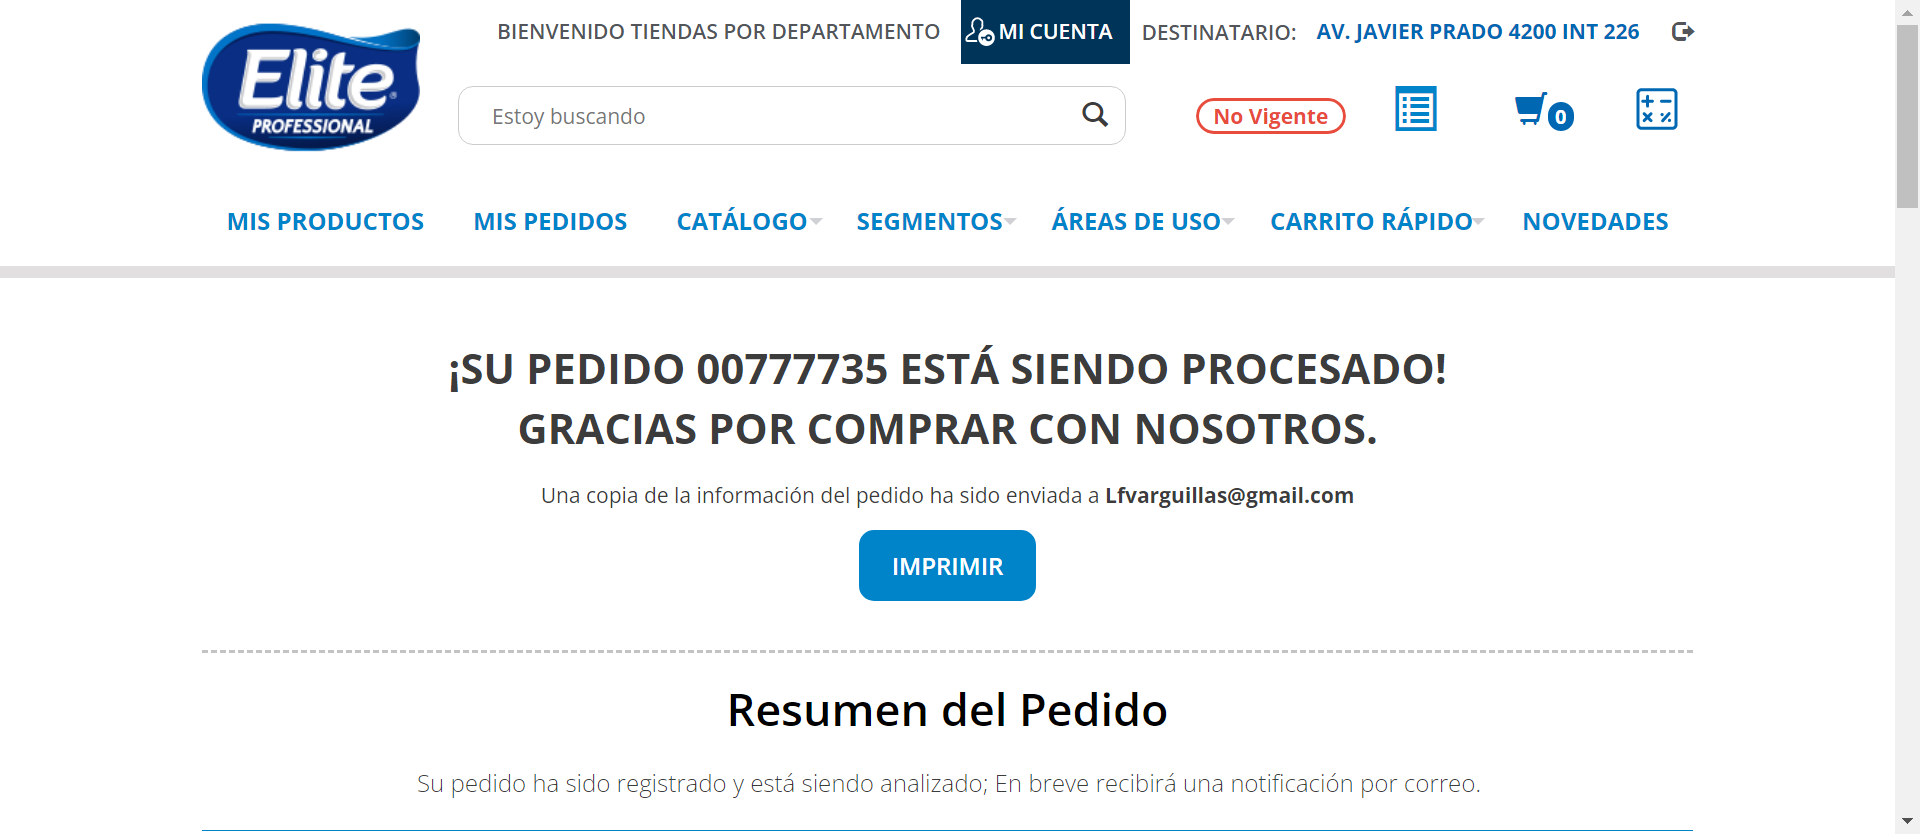 BIENVENIDO TIENDAS POR DEPARTAMENTO MI CUENTA DESTINATARIO: AV. JAVIER PRADO 4200 INT 226
Elite
PROFESSIONAL
Estoy buscando
No Vigente
0
MIS PRODUCTOS MIS PEDIDOS CATÁLOGO SEGMENTOS ÁREAS DE USO CARRITO RÁPIDO NOVEDADES
¡SU PEDIDO 00777735 ESTÁ SIENDO PROCESADO!
GRACIAS POR COMPRAR CON NOSOTROS.
Una copia de la información del pedido ha sido enviada a Lfvarguillas@gmail.com
IMPRIMIR
Resumen del Pedido
Su pedido ha sido registrado y está siendo analizado; En breve recibirá una notificación por correo.